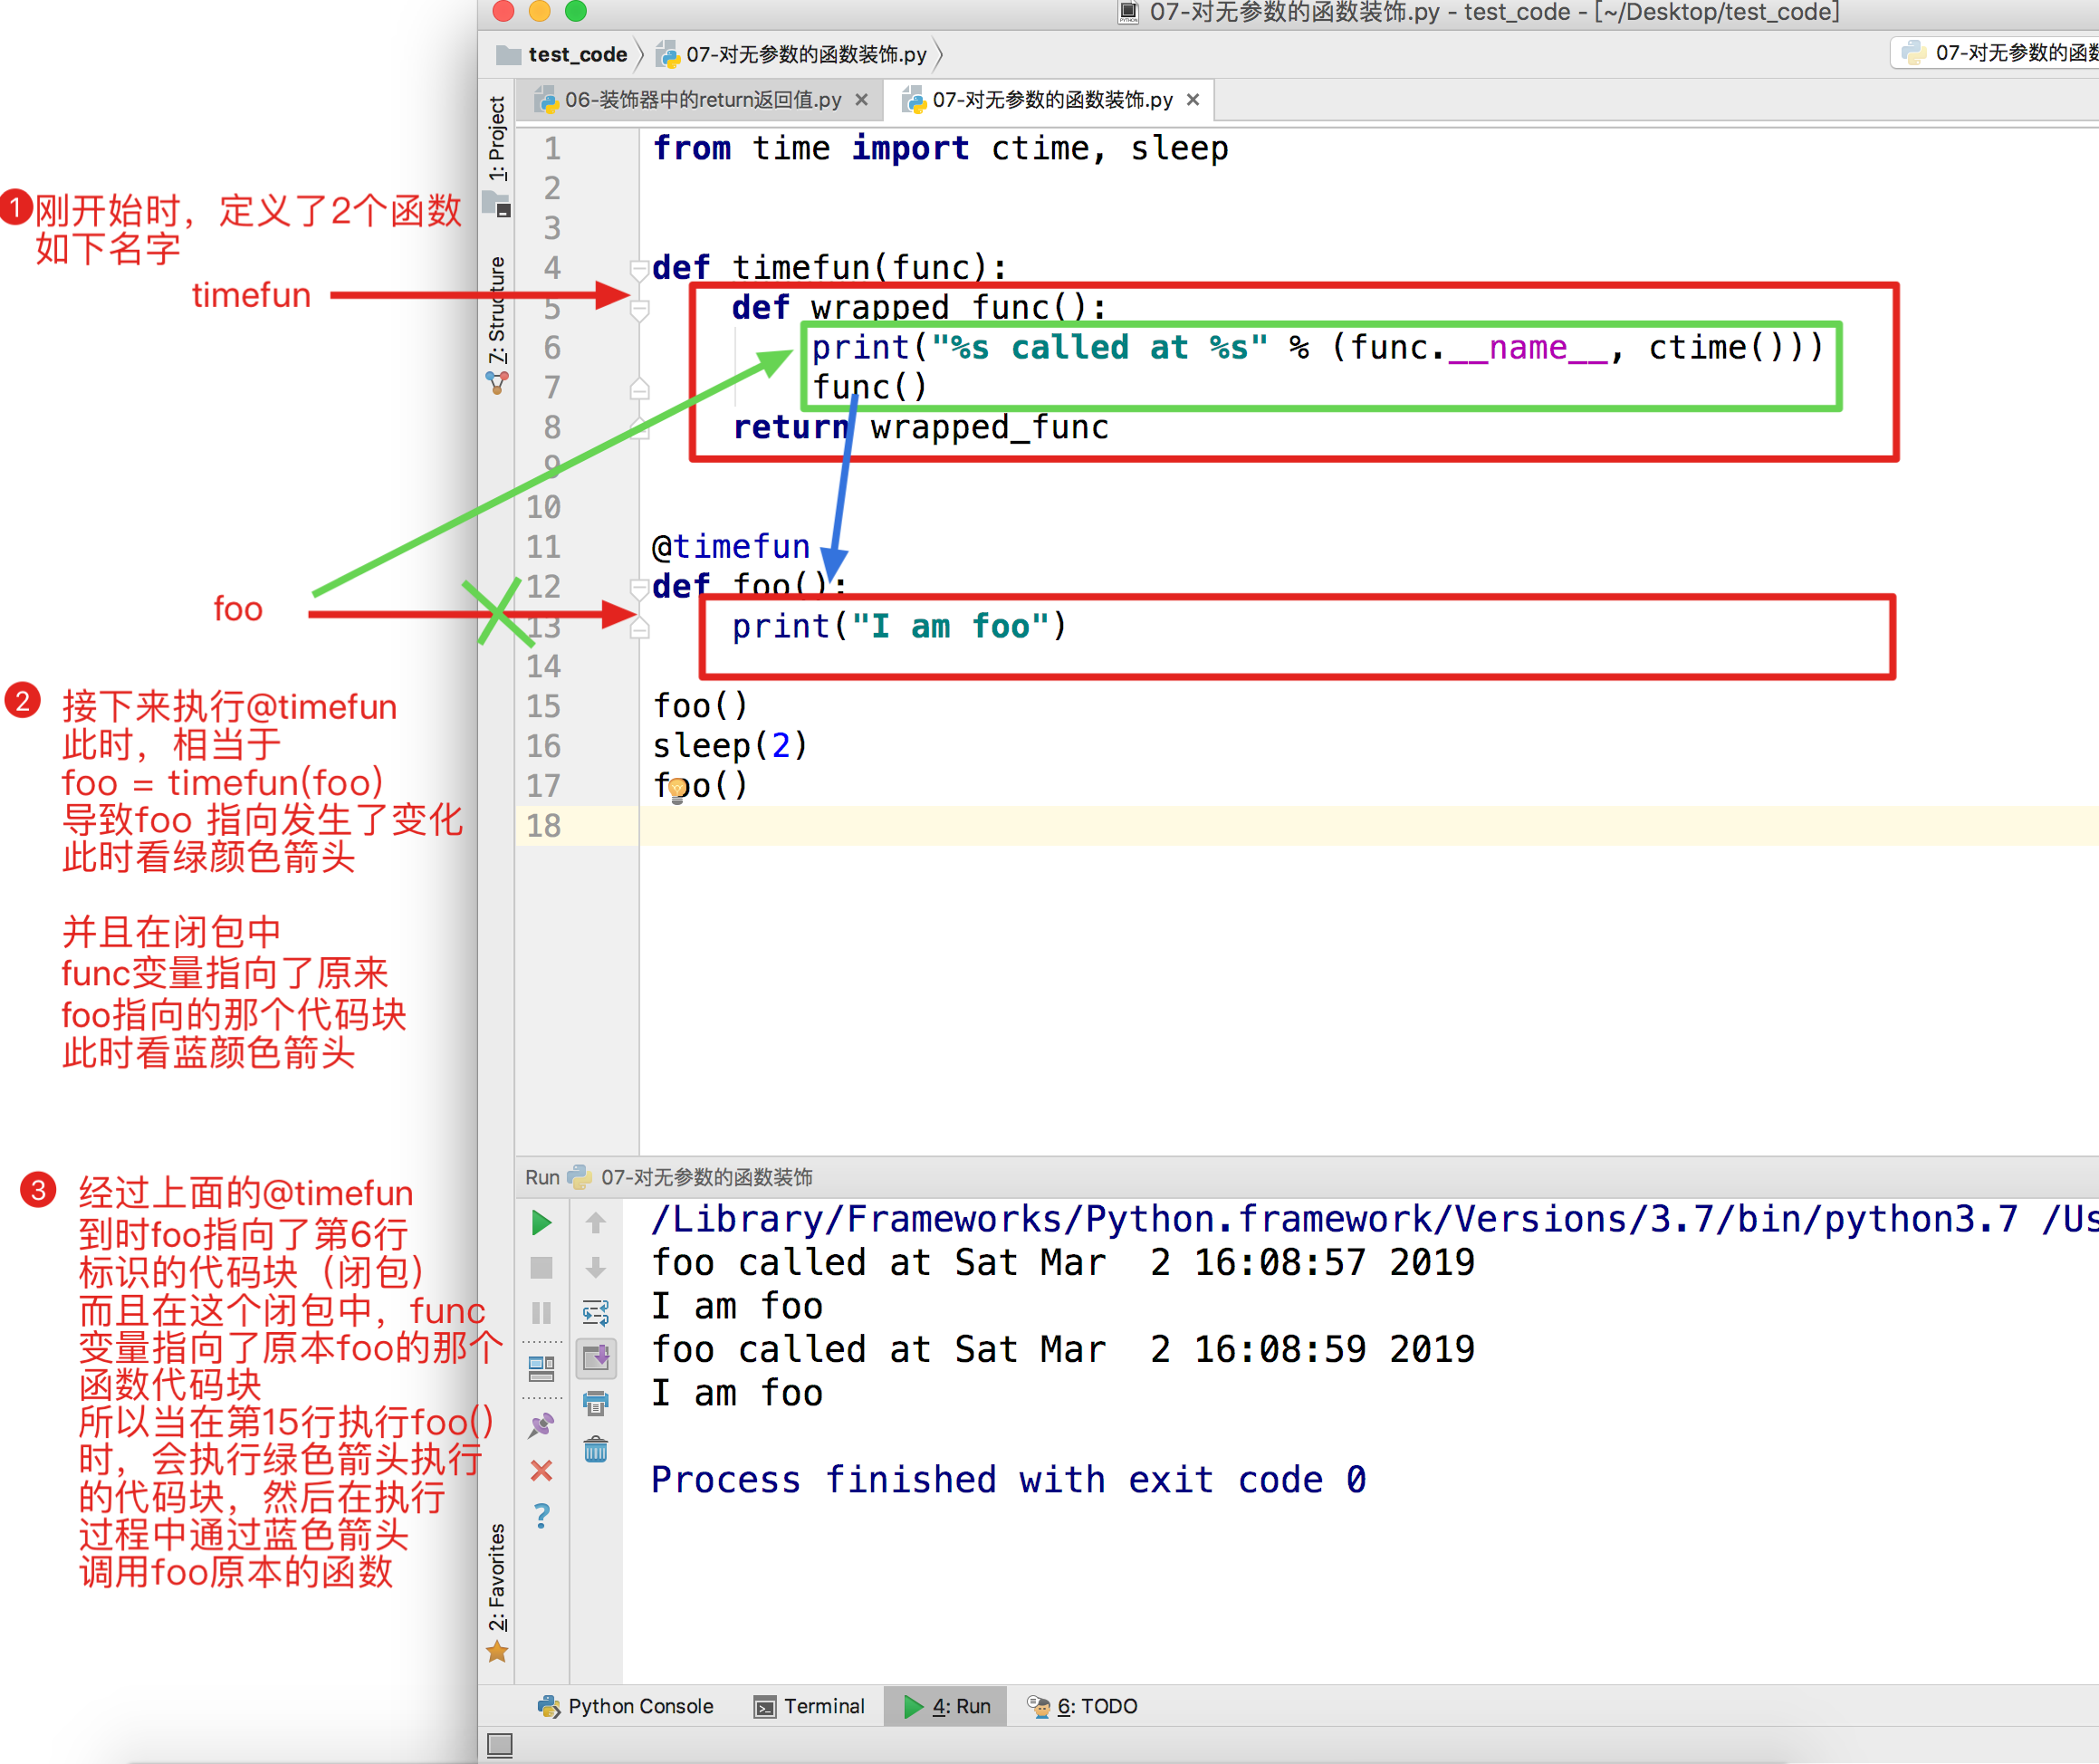 07-对无参数的函数装饰.py - test_code - [~/Desktop/test_code]
test_code
07-对无参数的函数装饰.py
06-装饰器中的return返回值.py
07-对无参数的函数装饰.py
1: Project
7: Structure
2: Favorites
1 刚开始时，定义了2个函数
如下名字
timefun
foo
2 接下来执行@timefun
此时，相当于
foo = timefun(foo)
导致foo 指向发生了变化
此时看绿颜色箭头
并且在闭包中
func变量指向了原来
foo指向的那个代码块
此时看蓝颜色箭头
3 经过上面的@timefun
到时foo指向了第6行
标识的代码块（闭包）
而且在这个闭包中，func
变量指向了原本foo的那个
函数代码块
所以当在第15行执行foo()
时，会执行绿色箭头执行
的代码块，然后在执行
过程中通过蓝色箭头
调用foo原本的函数
1 from time import ctime, sleep
2
3
4 def timefun(func):
5     def wrapped_func():
6         print("%s called at %s" % (func.__name__, ctime()))
7         func()
8     return wrapped_func
9
10
11 @timefun
12 def foo():
13     print("I am foo")
14
15 foo()
16 sleep(2)
17 foo()
18
Run 07-对无参数的函数装饰
/Library/Frameworks/Python.framework/Versions/3.7/bin/python3.7
foo called at Sat Mar  2 16:08:57 2019
I am foo
foo called at Sat Mar  2 16:08:59 2019
I am foo
Process finished with exit code 0
Python Console
Terminal
4: Run
6: TODO